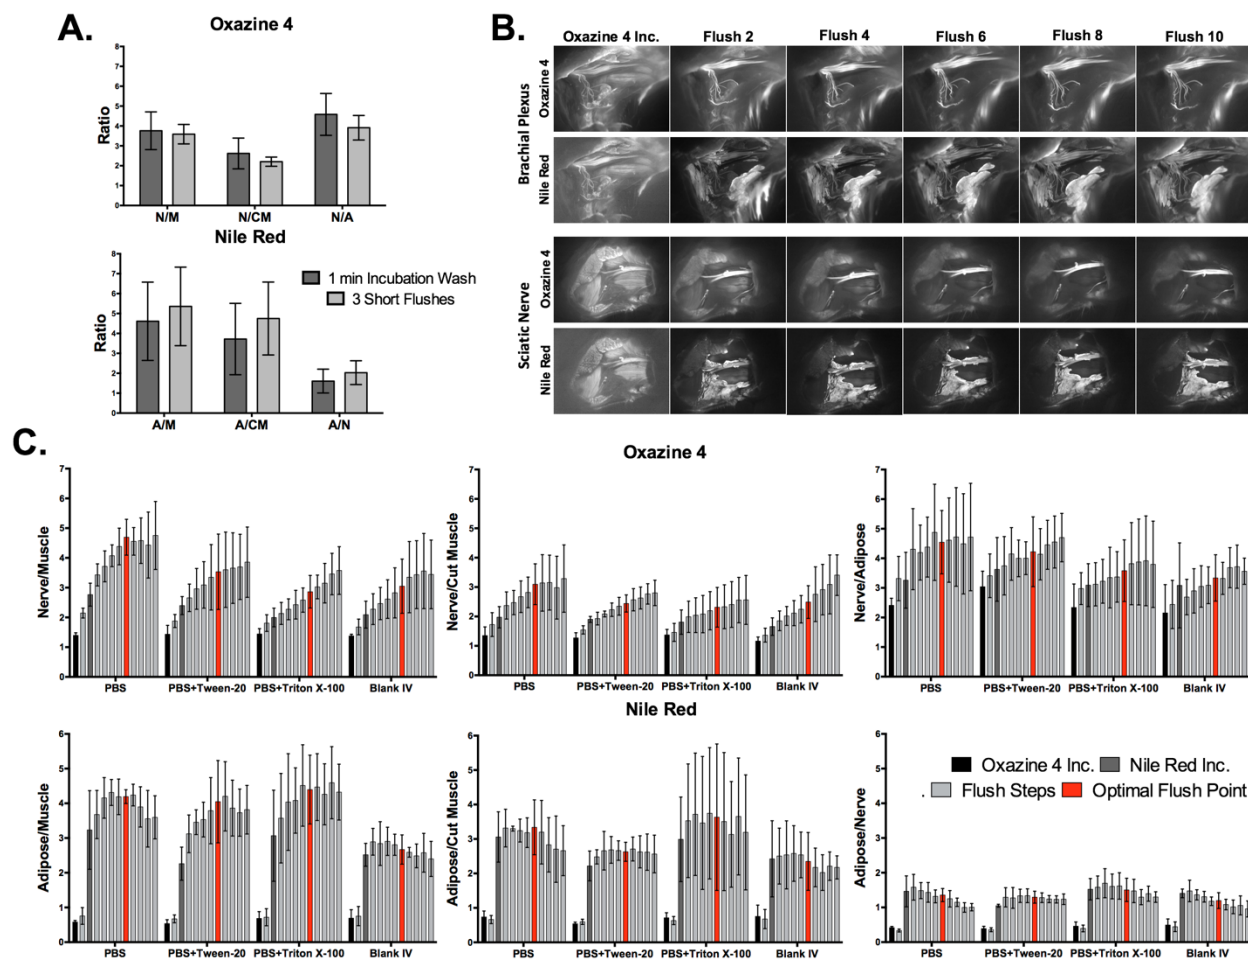 A.
Oxazine 4
Ratio
8
7
6
5
4
3
2
1
0
N/M N/CM N/A
Nile Red
Ratio
8
7
6
5
4
3
2
1
0
1 min Incubation Wash
3 Short Flushes
A/M A/CM A/N
B.
Oxazine 4 Inc. Flush 2 Flush 4 Flush 6 Flush 8 Flush 10
Brachial Plexus
Oxazine 4
Nile Red
Sciatic Nerve
Oxazine 4
Nile Red
C.
Oxazine 4
Nerve/Muscle
7
6
5
4
3
2
1
0
PBS PBS+Tween-20 PBS+Triton X-100 Blank IV
Nerve/Cut Muscle
7
6
5
4
3
2
1
0
PBS PBS+Tween-20 PBS+Triton X-100 Blank IV
Nerve/Adipose
7
6
5
4
3
2
1
0
PBS PBS+Tween-20 PBS+Triton X-100 Blank IV
Nile Red
Adipose/Muscle
6
5
4
3
2
1
0
PBS PBS+Tween-20 PBS+Triton X-100 Blank IV
Adipose/Cut Muscle
6
5
4
3
2
1
0
PBS PBS+Tween-20 PBS+Triton X-100 Blank IV
Adipose/Nerve
6
5
4
3
2
1
0
Oxazine 4 Inc. Nile Red Inc.
Flush Steps Optimal Flush Point
PBS PBS+Tween-20 PBS+Triton X-100 Blank IV